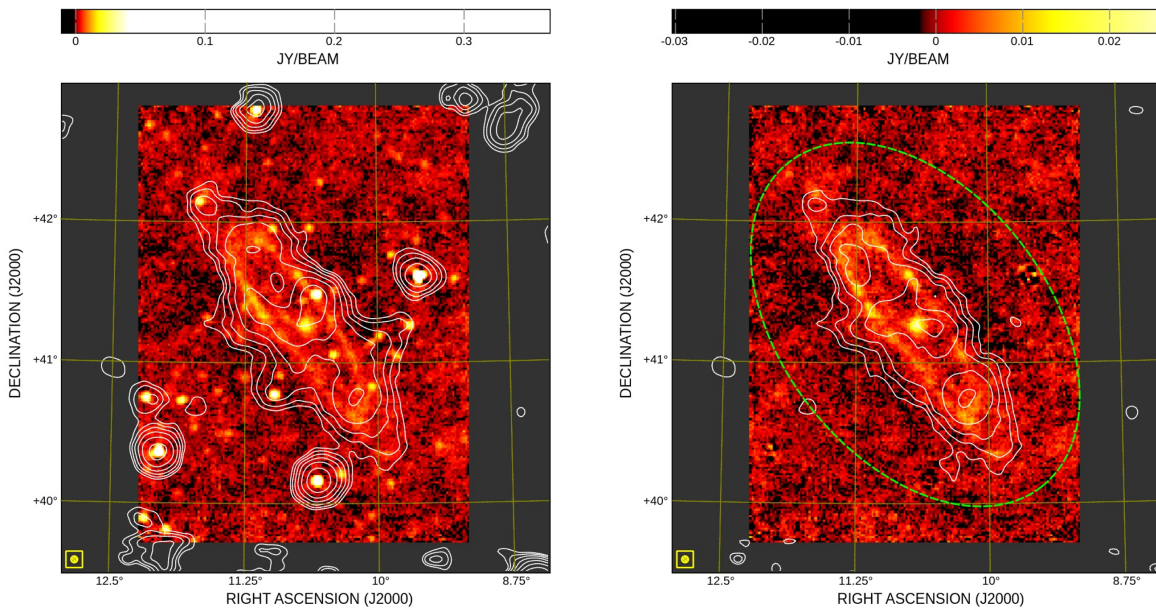 0 0.1 0.2 0.3
JY/BEAM
+42°
+41°
+40°
DECLINATION (J2000)
12.5° 11.25° 10° 8.75°
RIGHT ASCENSION (J2000)
-0.03 -0.02 -0.01 0 0.01 0.02
JY/BEAM
+42°
+41°
+40°
DECLINATION (J2000)
12.5° 11.25° 10° 8.75°
RIGHT ASCENSION (J2000)